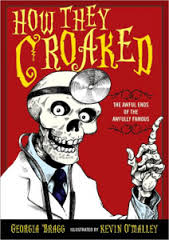 HOW THEY
CROAKED
THE AWFUL ENDS
OF THE
AWFULLY FAMOUS
GEORGIA BRAGG ILLUSTRATED BY KEVIN O'MALLEY